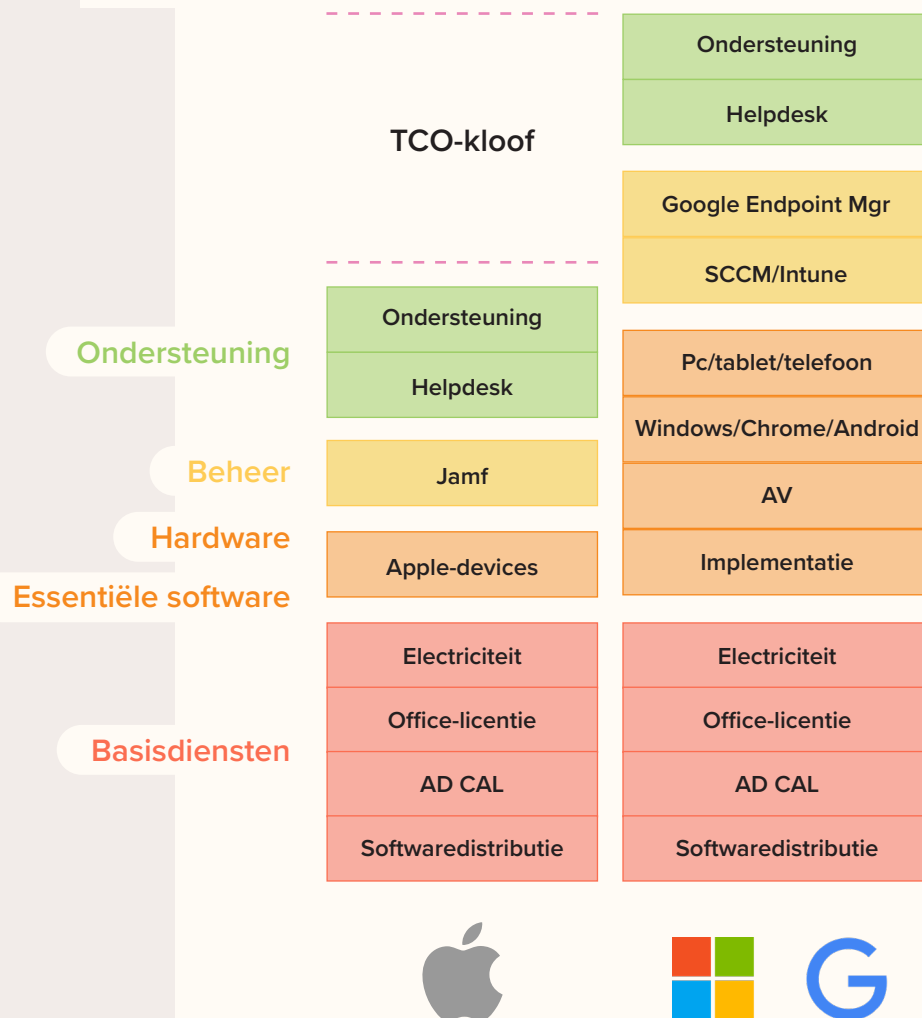 TCO-kloof
Ondersteuning
Helpdesk
Google Endpoint Mgr
SCCM/Intune
Pc/tablet/telefoon
Windows/Chrome/Android
AV
Implementatie
Ondersteuning
Ondersteuning
Helpdesk
Beheer
Jamf
Hardware
Essentiële software
Apple-devices
Basisdiensten
Electriciteit
Office-licentie
AD CAL
Softwaredistributie
Electriciteit
Office-licentie
AD CAL
Softwaredistributie